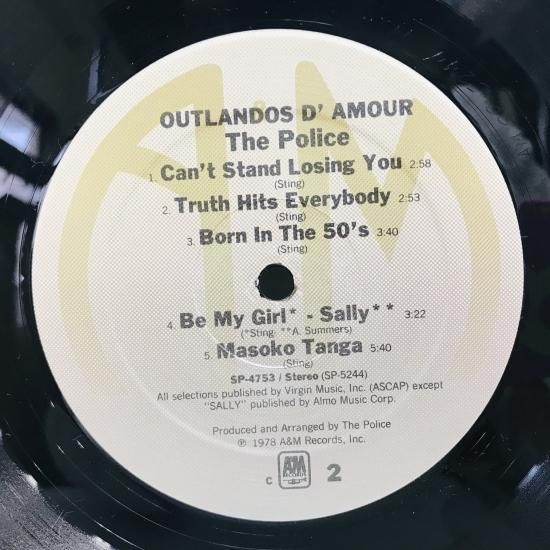 OUTLANDOS D' AMOUR
The Police
1. Can't Stand Losing You 2:58
(Sting)
2. Truth Hits Everybody 2:53
(Sting)
3. Born In The 50's 3:40
(Sting)
4. Be My Girl* - Sally** 3:22
(*Sting **A. Summers)
5. Masoko Tanga 5:40
(Sting)
SP-4753 / Stereo (SP-5244)
All selections published by Virgin Music, Inc. (ASCAP) except
"SALLY" published by Almo Music Corp.
Produced and Arranged by The Police
℗ 1978 A&M Records, Inc.
C A&M RECORDS 2